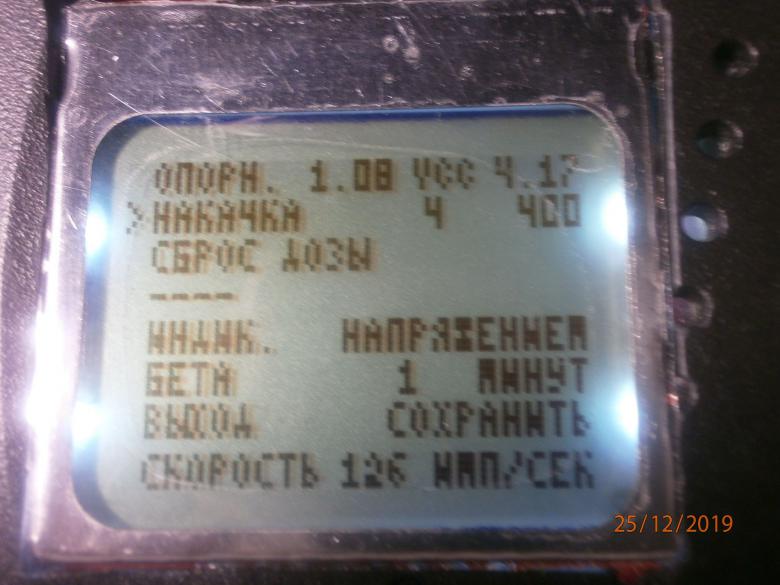 ОПОРН. 1.08 VCC 4.17
>НАКАЧКА 4 400
СБРОС ДОЗЫ
----
ИНДИК. НАПРЯЖЕНИЕМ
БЕТА 1 МИНУТ
ВЫХОД СОХРАНИТЬ
СКОРОСТЬ 126 ИМП/СЕК
25/12/2019